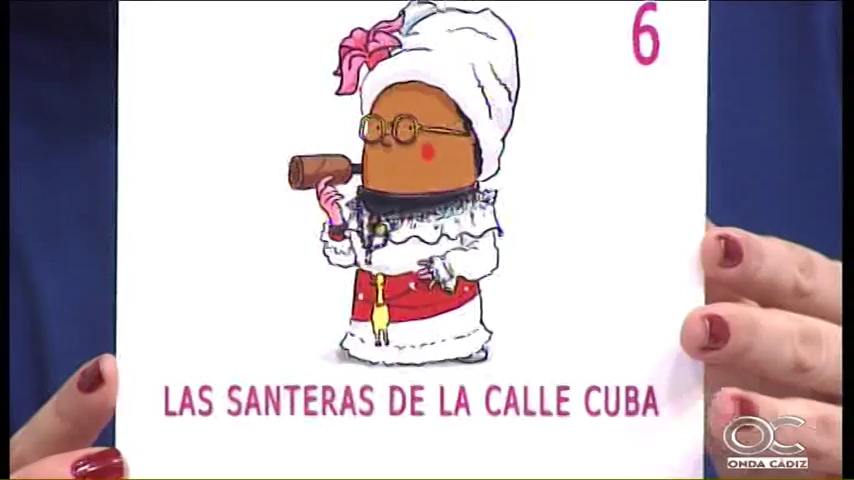 6
LAS SANTERAS DE LA CALLE CUBA
OC
ONDA CÁDIZ